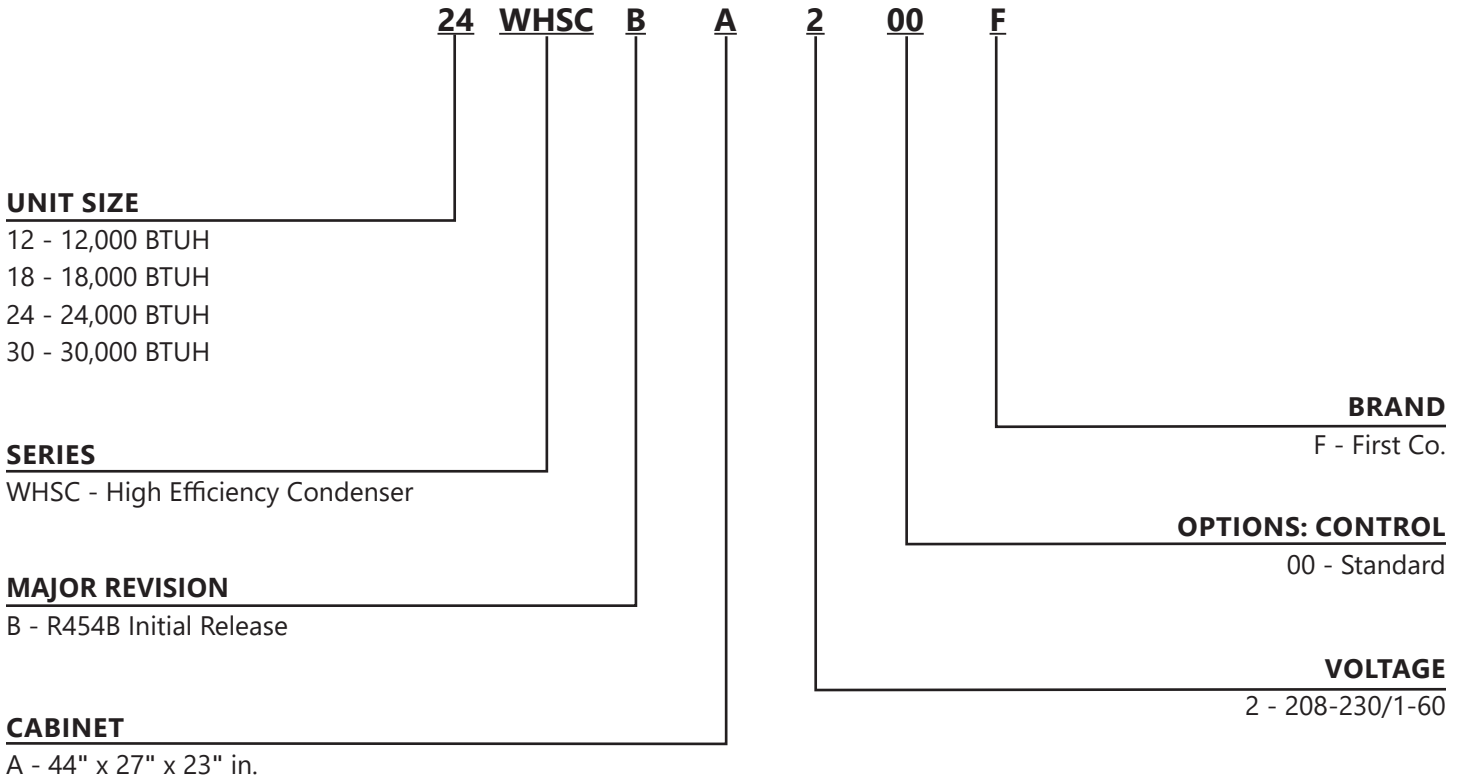 24 WHSC B A 2 00 F
UNIT SIZE
12 - 12,000 BTUH
18 - 18,000 BTUH
24 - 24,000 BTUH
30 - 30,000 BTUH
SERIES
WHSC - High Efficiency Condenser
MAJOR REVISION
B - R454B Initial Release
CABINET
A - 44" x 27" x 23" in.
BRAND
F - First Co.
OPTIONS: CONTROL
00 - Standard
VOLTAGE
2 - 208-230/1-60